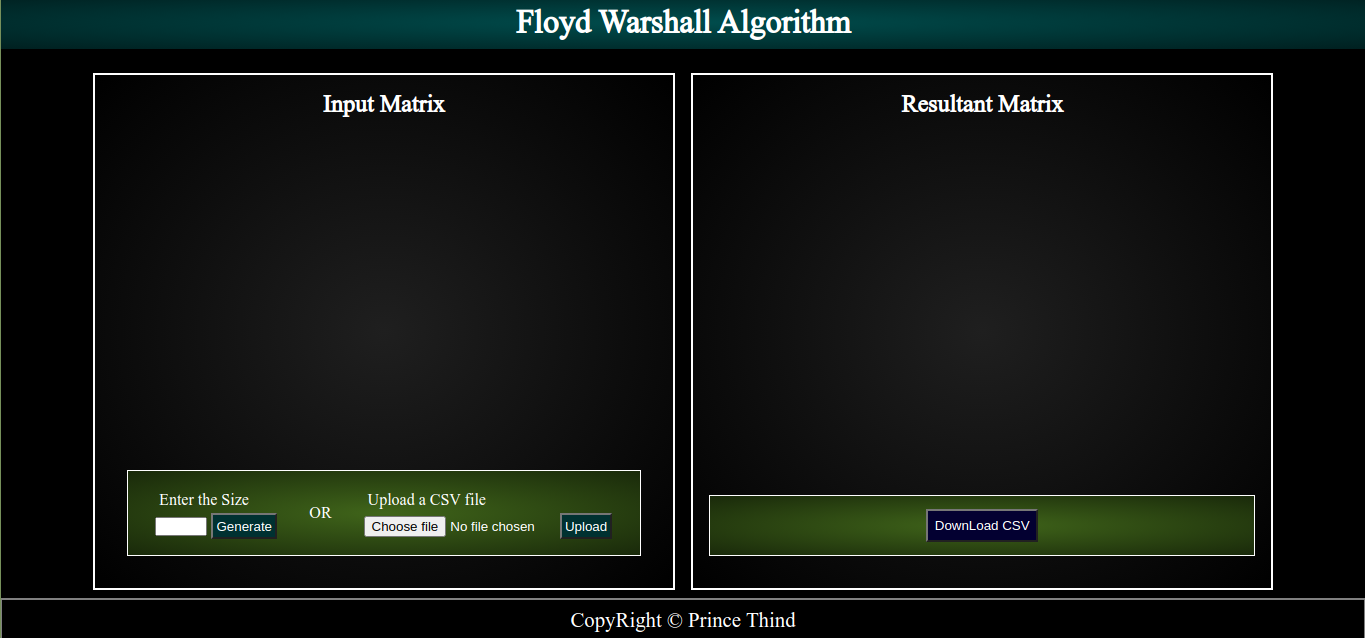 Floyd Warshall Algorithm
Input Matrix
Enter the Size
Generate
OR
Upload a CSV file
Choose file No file chosen
Upload
Resultant Matrix
DownLoad CSV
CopyRight © Prince Thind